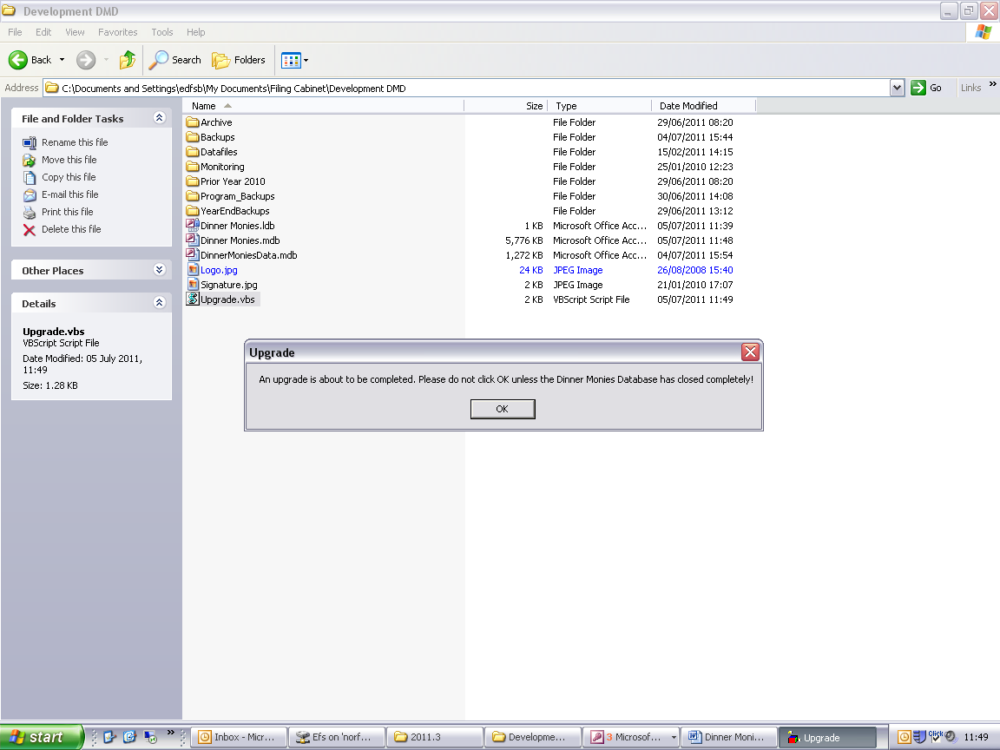 Development DMD
File Edit View Favorites Tools Help
Back Search Folders
Address C:\Documents and Settings\edfsb\My Documents\Filing Cabinet\Development DMD Go Links »
File and Folder Tasks
Rename this file
Move this file
Copy this file
E-mail this file
Print this file
Delete this file
Other Places
Details
Upgrade.vbs
VBScript Script File
Date Modified: 05 July 2011,
11:49
Size: 1.28 KB
Name Size Type Date Modified
Archive File Folder 29/06/2011 08:20
Backups File Folder 04/07/2011 15:44
Datafiles File Folder 15/02/2011 14:15
Monitoring File Folder 25/01/2010 12:23
Prior Year 2010 File Folder 29/06/2011 08:20
Program_Backups File Folder 30/06/2011 14:08
YearEndBackups File Folder 29/06/2011 13:12
Dinner Monies.ldb 1 KB Microsoft Office Acc... 05/07/2011 11:39
Dinner Monies.mdb 5,776 KB Microsoft Office Acc... 05/07/2011 11:48
DinnerMoniesData.mdb 1,272 KB Microsoft Office Acc... 04/07/2011 15:54
Logo.jpg 24 KB JPEG Image 26/08/2008 15:40
Signature.jpg 2 KB JPEG Image 21/01/2010 17:07
Upgrade.vbs 2 KB VBScript Script File 05/07/2011 11:49
Upgrade
An upgrade is about to be completed. Please do not click OK unless the Dinner Monies Database has closed completely!
OK
start » Inbox - Micr... Efs on 'norf... 2011.3 Developme... 3 Microsof... Dinner Moni... Upgrade Click 11:49